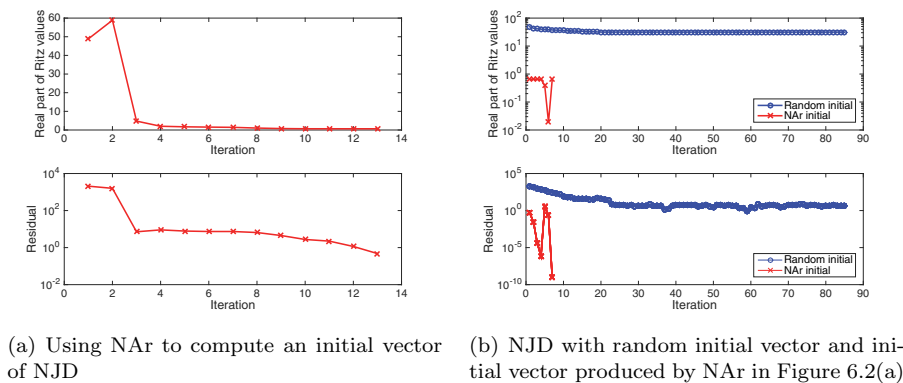 Real part of Ritz values
60
50
40
30
20
10
0
0 2 4 6 8 10 12 14
Iteration
Residual
10^4
10^2
10^0
10^-2
0 2 4 6 8 10 12 14
Iteration
(a) Using NAr to compute an initial vector
of NJD
Real part of Ritz values
10^2
10^1
10^0
10^-1
10^-2
0 10 20 30 40 50 60 70 80 90
Iteration
Random initial
NAr initial
Residual
10^5
10^0
10^-5
10^-10
0 10 20 30 40 50 60 70 80 90
Iteration
Random initial
NAr initial
(b) NJD with random initial vector and ini-
tial vector produced by NAr in Figure 6.2(a)